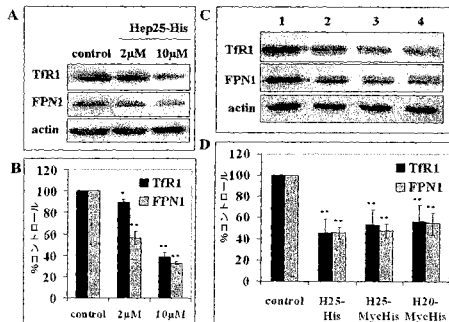 A
Hep25-His
control 2μM 10μM
TfR1
FPN1
actin
B
TfR1
FPN1
%コントロール
120
100
80
60
40
20
0
*
**
**
**
control 2μM 10μM
C
1 2 3 4
TfR1
FPN1
actin
D
TfR1
FPN1
%コントロール
120
100
80
60
40
20
0
** ** ** ** ** **
control H25-His H25-MycHis H20-MycHis